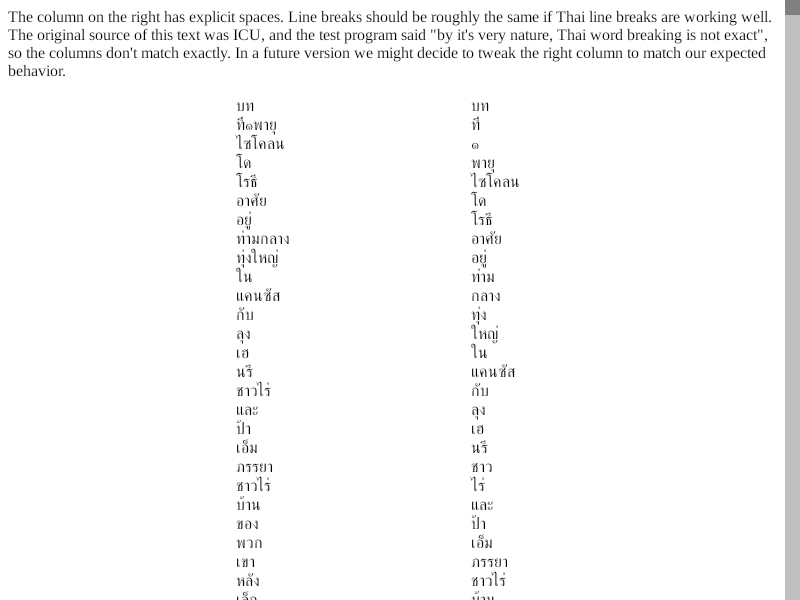 The column on the right has explicit spaces. Line breaks should be roughly the same if Thai line breaks are working well.
The original source of this text was ICU, and the test program said "by it's very nature, Thai word breaking is not exact",
so the columns don't match exactly. In a future version we might decide to tweak the right column to match our expected
behavior.
บท
ที่๑พายุ
ไซโคลน
โด
โรธี
อาศัย
อยู่
ท่ามกลาง
ทุ่งใหญ่
ใน
แคนซัส
กับ
ลุง
เฮ
นรี
ชาวไร่
และ
ป้า
เอ็ม
ภรรยา
ชาวไร่
บ้าน
ของ
พวก
เขา
หลัง
เล็ก
บท
ที่
๑
พายุ
ไซโคลน
โด
โรธี
อาศัย
อยู่
ท่าม
กลาง
ทุ่ง
ใหญ่
ใน
แคนซัส
กับ
ลุง
เฮ
นรี
ชาว
ไร่
และ
ป้า
เอ็ม
ภรรยา
ชาวไร่
บ้าน